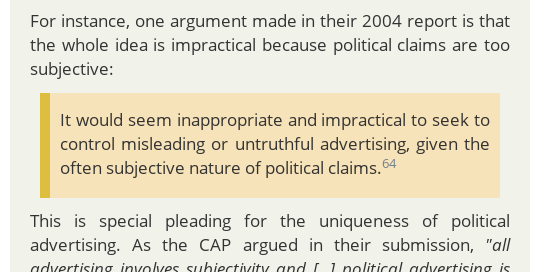 For instance, one argument made in their 2004 report is that
the whole idea is impractical because political claims are too
subjective:
It would seem inappropriate and impractical to seek to
control misleading or untruthful advertising, given the
often subjective nature of political claims.64
This is special pleading for the uniqueness of political
advertising. As the CAP argued in their submission, "all
advertising involves subjectivity and [...] political advertising is